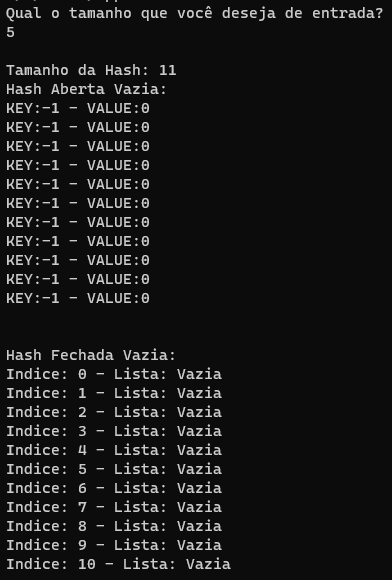 Qual o tamanho que você deseja de entrada?
5
Tamanho da Hash: 11
Hash Aberta Vazia:
KEY:-1 - VALUE:0
KEY:-1 - VALUE:0
KEY:-1 - VALUE:0
KEY:-1 - VALUE:0
KEY:-1 - VALUE:0
KEY:-1 - VALUE:0
KEY:-1 - VALUE:0
KEY:-1 - VALUE:0
KEY:-1 - VALUE:0
KEY:-1 - VALUE:0
KEY:-1 - VALUE:0
Hash Fechada Vazia:
Indice: 0 - Lista: Vazia
Indice: 1 - Lista: Vazia
Indice: 2 - Lista: Vazia
Indice: 3 - Lista: Vazia
Indice: 4 - Lista: Vazia
Indice: 5 - Lista: Vazia
Indice: 6 - Lista: Vazia
Indice: 7 - Lista: Vazia
Indice: 8 - Lista: Vazia
Indice: 9 - Lista: Vazia
Indice: 10 - Lista: Vazia